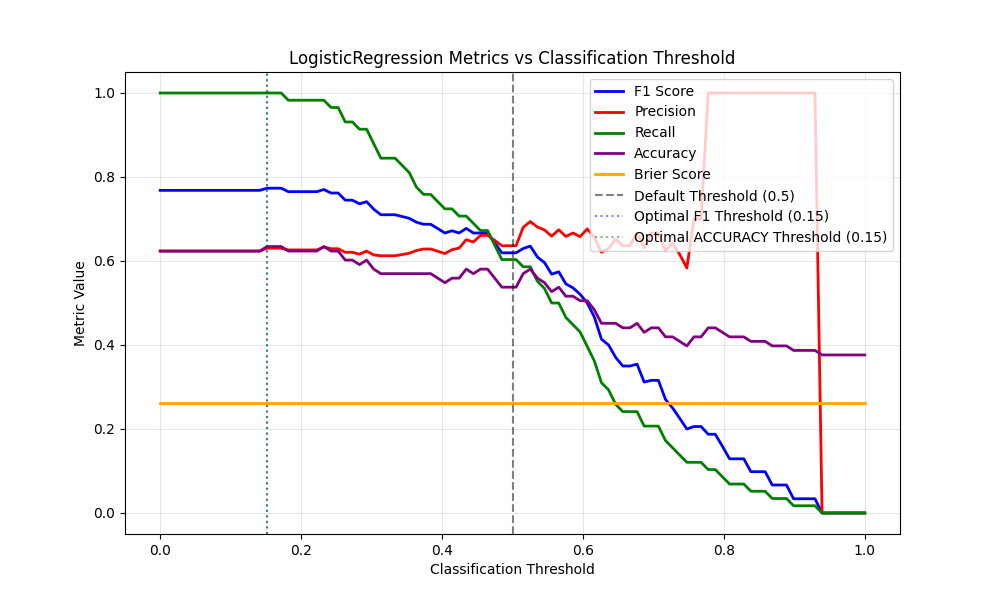 LogisticRegression Metrics vs Classification Threshold
Metric Value
1.0
0.8
0.6
0.4
0.2
0.0
F1 Score
Precision
Recall
Accuracy
Brier Score
Default Threshold (0.5)
Optimal F1 Threshold (0.15)
Optimal ACCURACY Threshold (0.15)
0.0 0.2 0.4 0.6 0.8 1.0
Classification Threshold